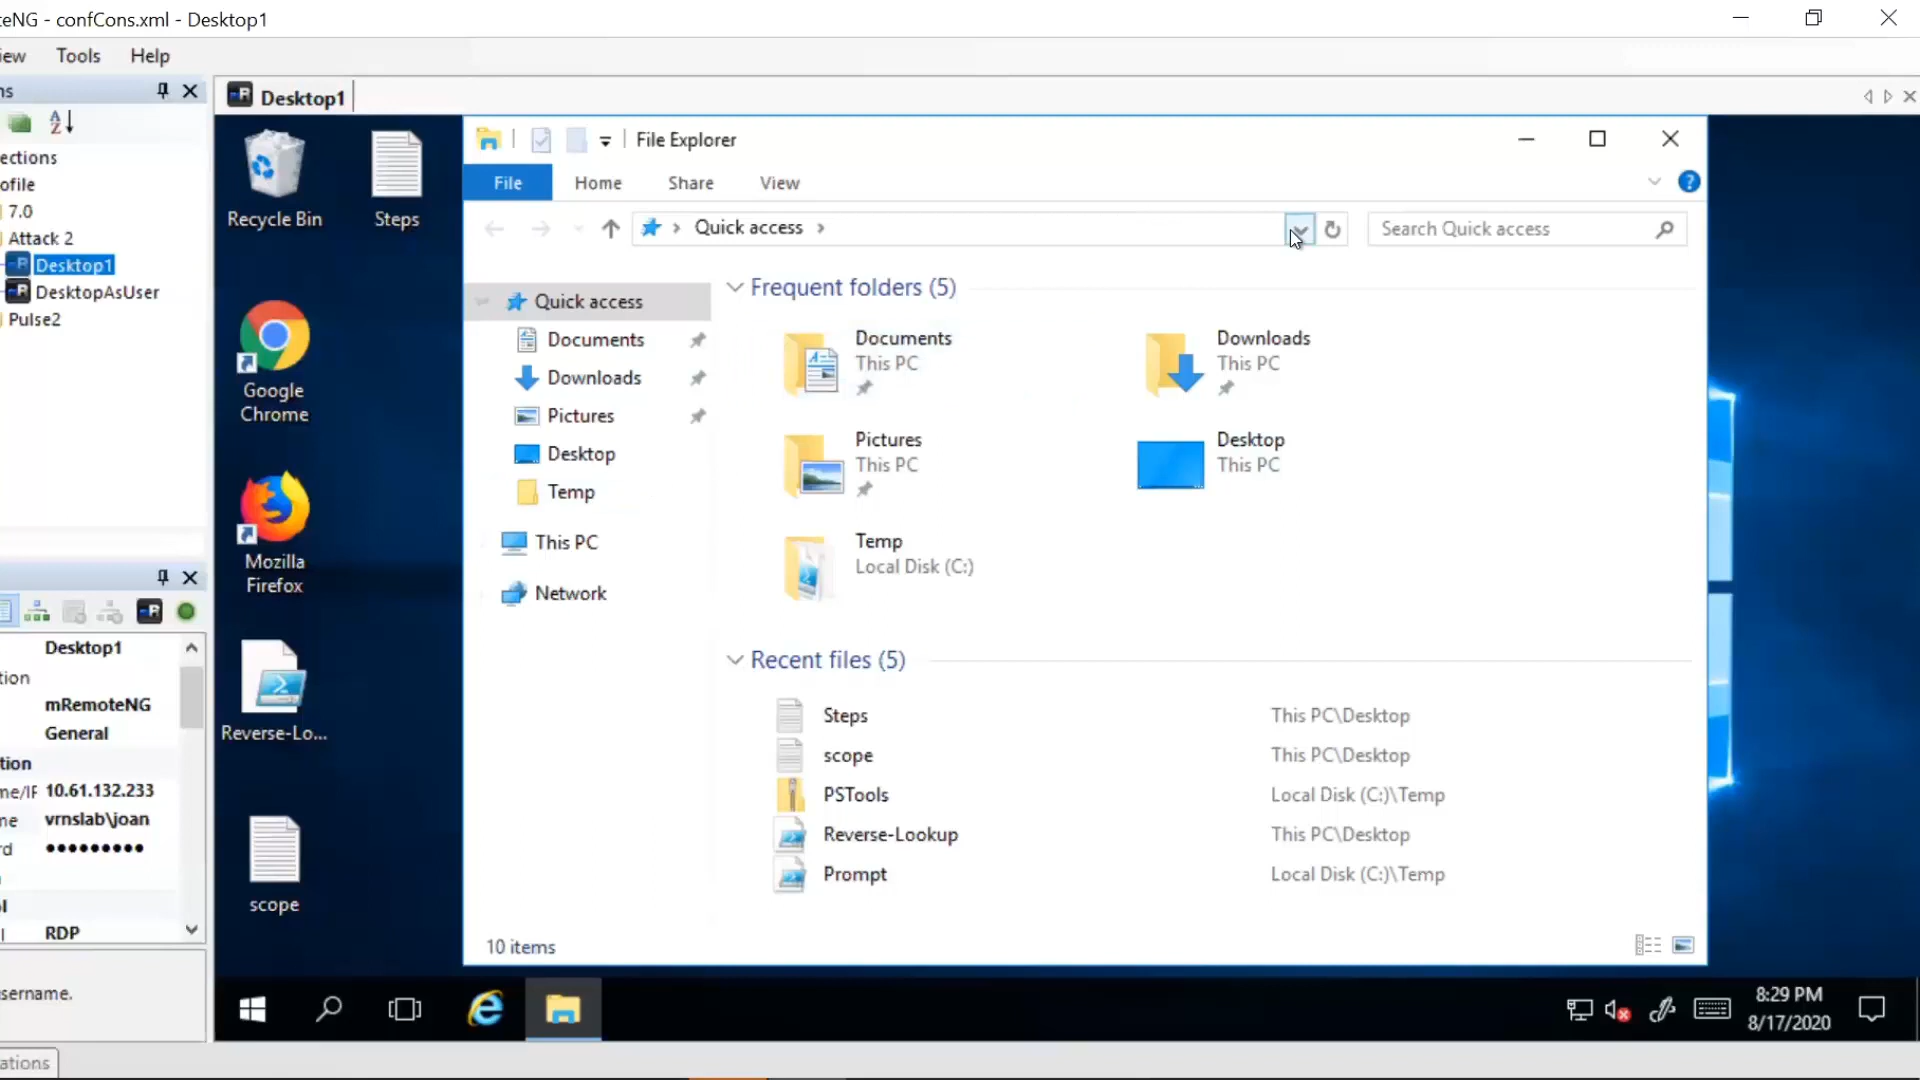 eNG - confCons.xml - Desktop1
iew Tools Help
ns
Desktop1
ections
ofile
7.0
Attack 2
Desktop1
DesktopAsUser
Pulse2
Desktop1
tion
mRemoteNG
General
tion
me/IF 10.61.132.233
me vrnslab\joan
rd •••••••••
l
l RDP
sername.
ations
Recycle Bin
Steps
Google
Chrome
Mozilla
Firefox
Reverse-Lo...
scope
File Explorer
File Home Share View
Quick access
Search Quick access
Quick access
Documents
Downloads
Pictures
Desktop
Temp
This PC
Network
Frequent folders (5)
Documents
This PC
Downloads
This PC
Pictures
This PC
Desktop
This PC
Temp
Local Disk (C:)
Recent files (5)
Steps This PC\Desktop
scope This PC\Desktop
PSTools Local Disk (C:)\Temp
Reverse-Lookup This PC\Desktop
Prompt Local Disk (C:)\Temp
10 items
8:29 PM
8/17/2020